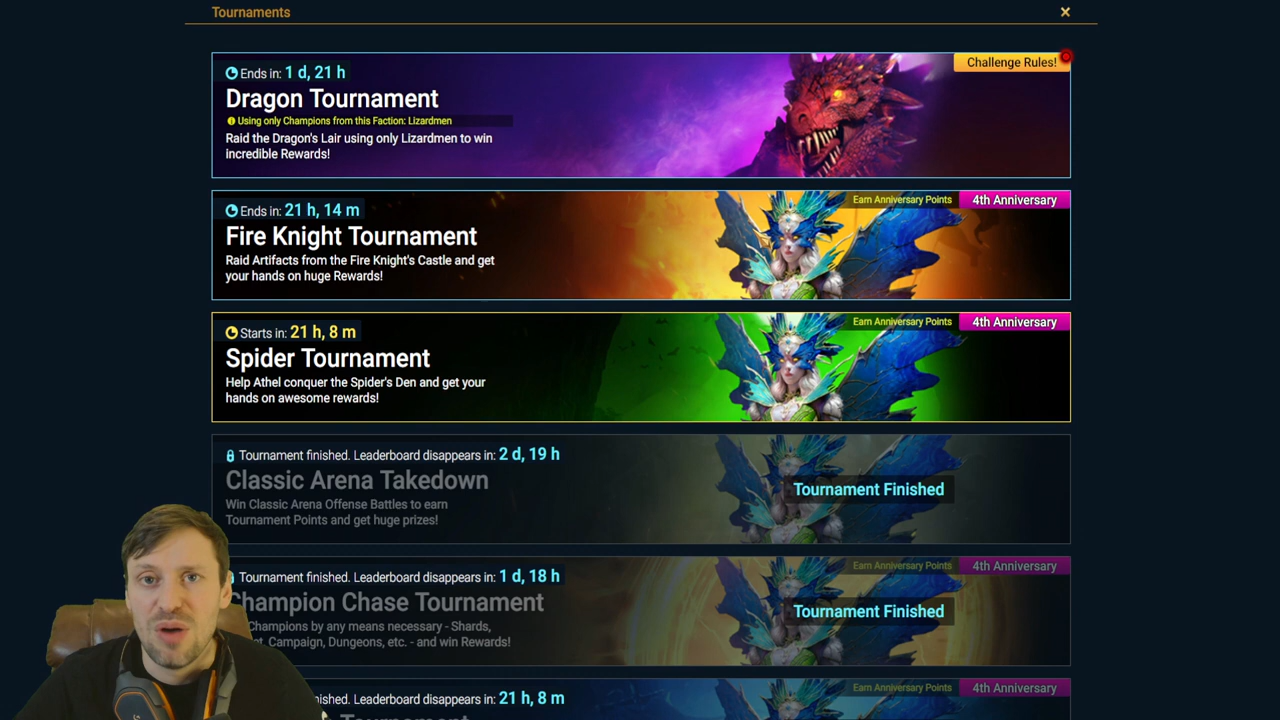 Tournaments
Ends in: 1 d, 21 h
Challenge Rules!
Dragon Tournament
Using only Champions from this Faction: Lizardmen
Raid the Dragon's Lair using only Lizardmen to win
incredible Rewards!
Ends in: 21 h, 14 m
Earn Anniversary Points
4th Anniversary
Fire Knight Tournament
Raid Artifacts from the Fire Knight's Castle and get
your hands on huge Rewards!
Starts in: 21 h, 8 m
Earn Anniversary Points
4th Anniversary
Spider Tournament
Help Athel conquer the Spider's Den and get your
hands on awesome rewards!
Tournament finished. Leaderboard disappears in: 2 d, 19 h
Classic Arena Takedown
Tournament Finished
Win Classic Arena Offense Battles to earn
Tournament Points and get huge prizes!
Tournament finished. Leaderboard disappears in: 1 d, 18 h
Earn Anniversary Points
4th Anniversary
Champion Chase Tournament
Tournament Finished
Champions by any means necessary - Shards,
Campaign, Dungeons, etc. - and win Rewards!
finished. Leaderboard disappears in: 21 h, 8 m
Earn Anniversary Points
4th Anniversary
Tournament